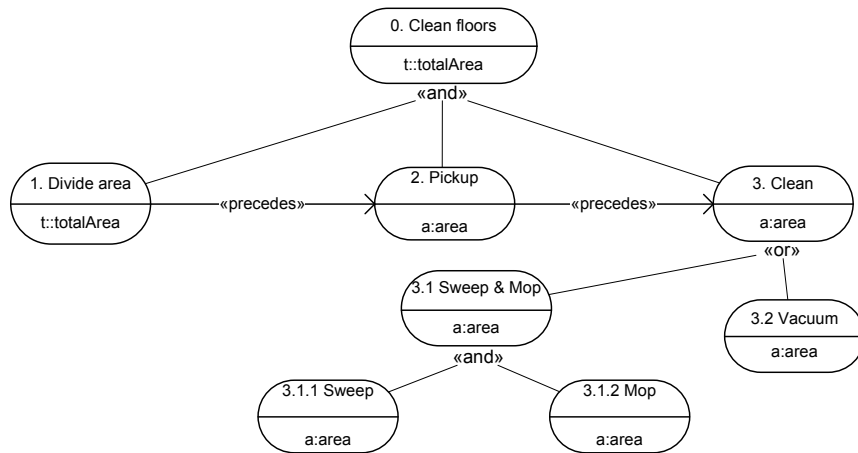 0. Clean floors
t::totalArea
«and»
1. Divide area
t::totalArea
«precedes»
2. Pickup
a:area
«precedes»
3. Clean
a:area
«or»
3.1 Sweep & Mop
a:area
«and»
3.2 Vacuum
a:area
3.1.1 Sweep
a:area
3.1.2 Mop
a:area